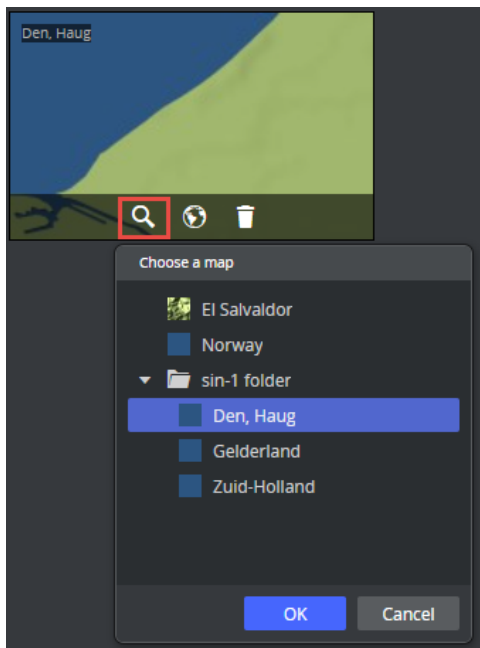 Den, Haug
Choose a map
El Salvaldor
Norway
sin-1 folder
Den, Haug
Gelderland
Zuid-Holland
OK
Cancel